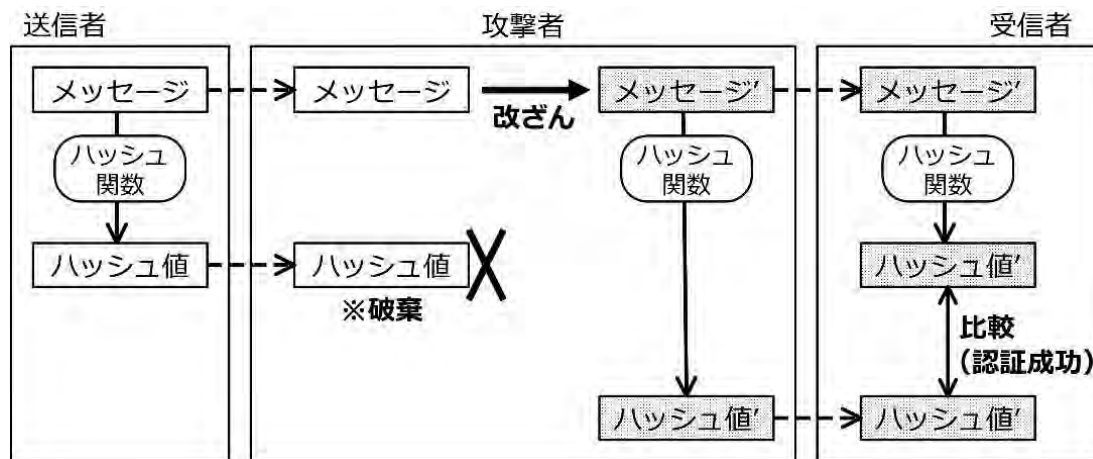 送信者
攻撃者
受信者
メッセージ
メッセージ
改ざん
メッセージ′
メッセージ′
ハッシュ
関数
ハッシュ
関数
ハッシュ
関数
ハッシュ値
ハッシュ値
※破棄
ハッシュ値′
比較
（認証成功）
ハッシュ値′
ハッシュ値′